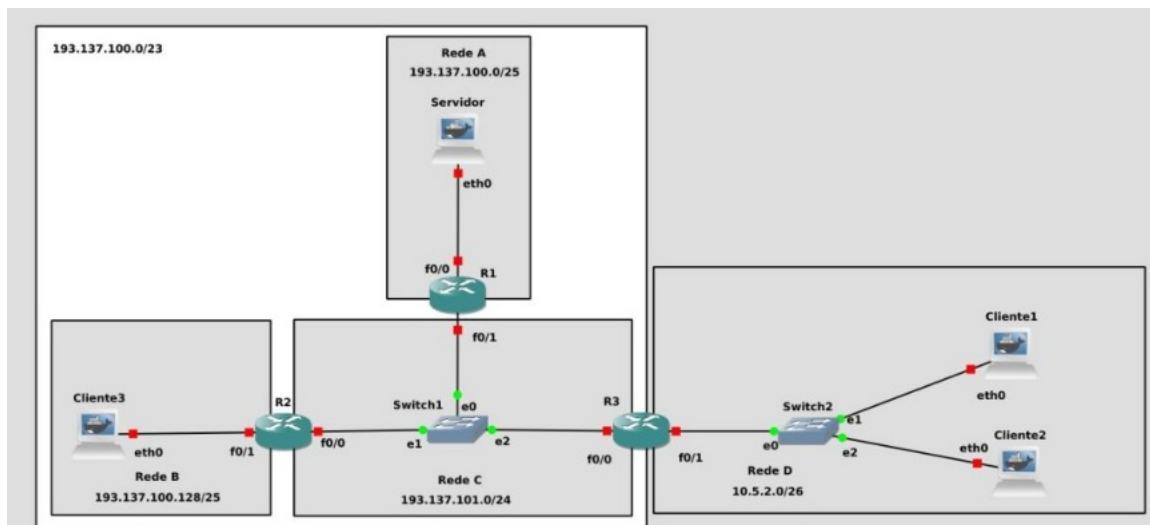 193.137.100.0/23
Rede A
193.137.100.0/25
Servidor
eth0
f0/0
R1
f0/1
Cliente3
eth0
f0/1
R2
f0/0
Rede B
193.137.100.128/25
Switch1
e0
e1
e2
Rede C
193.137.101.0/24
R3
f0/0
f0/1
Switch2
e0
e1
e2
Rede D
10.5.2.0/26
Cliente1
eth0
Cliente2
eth0